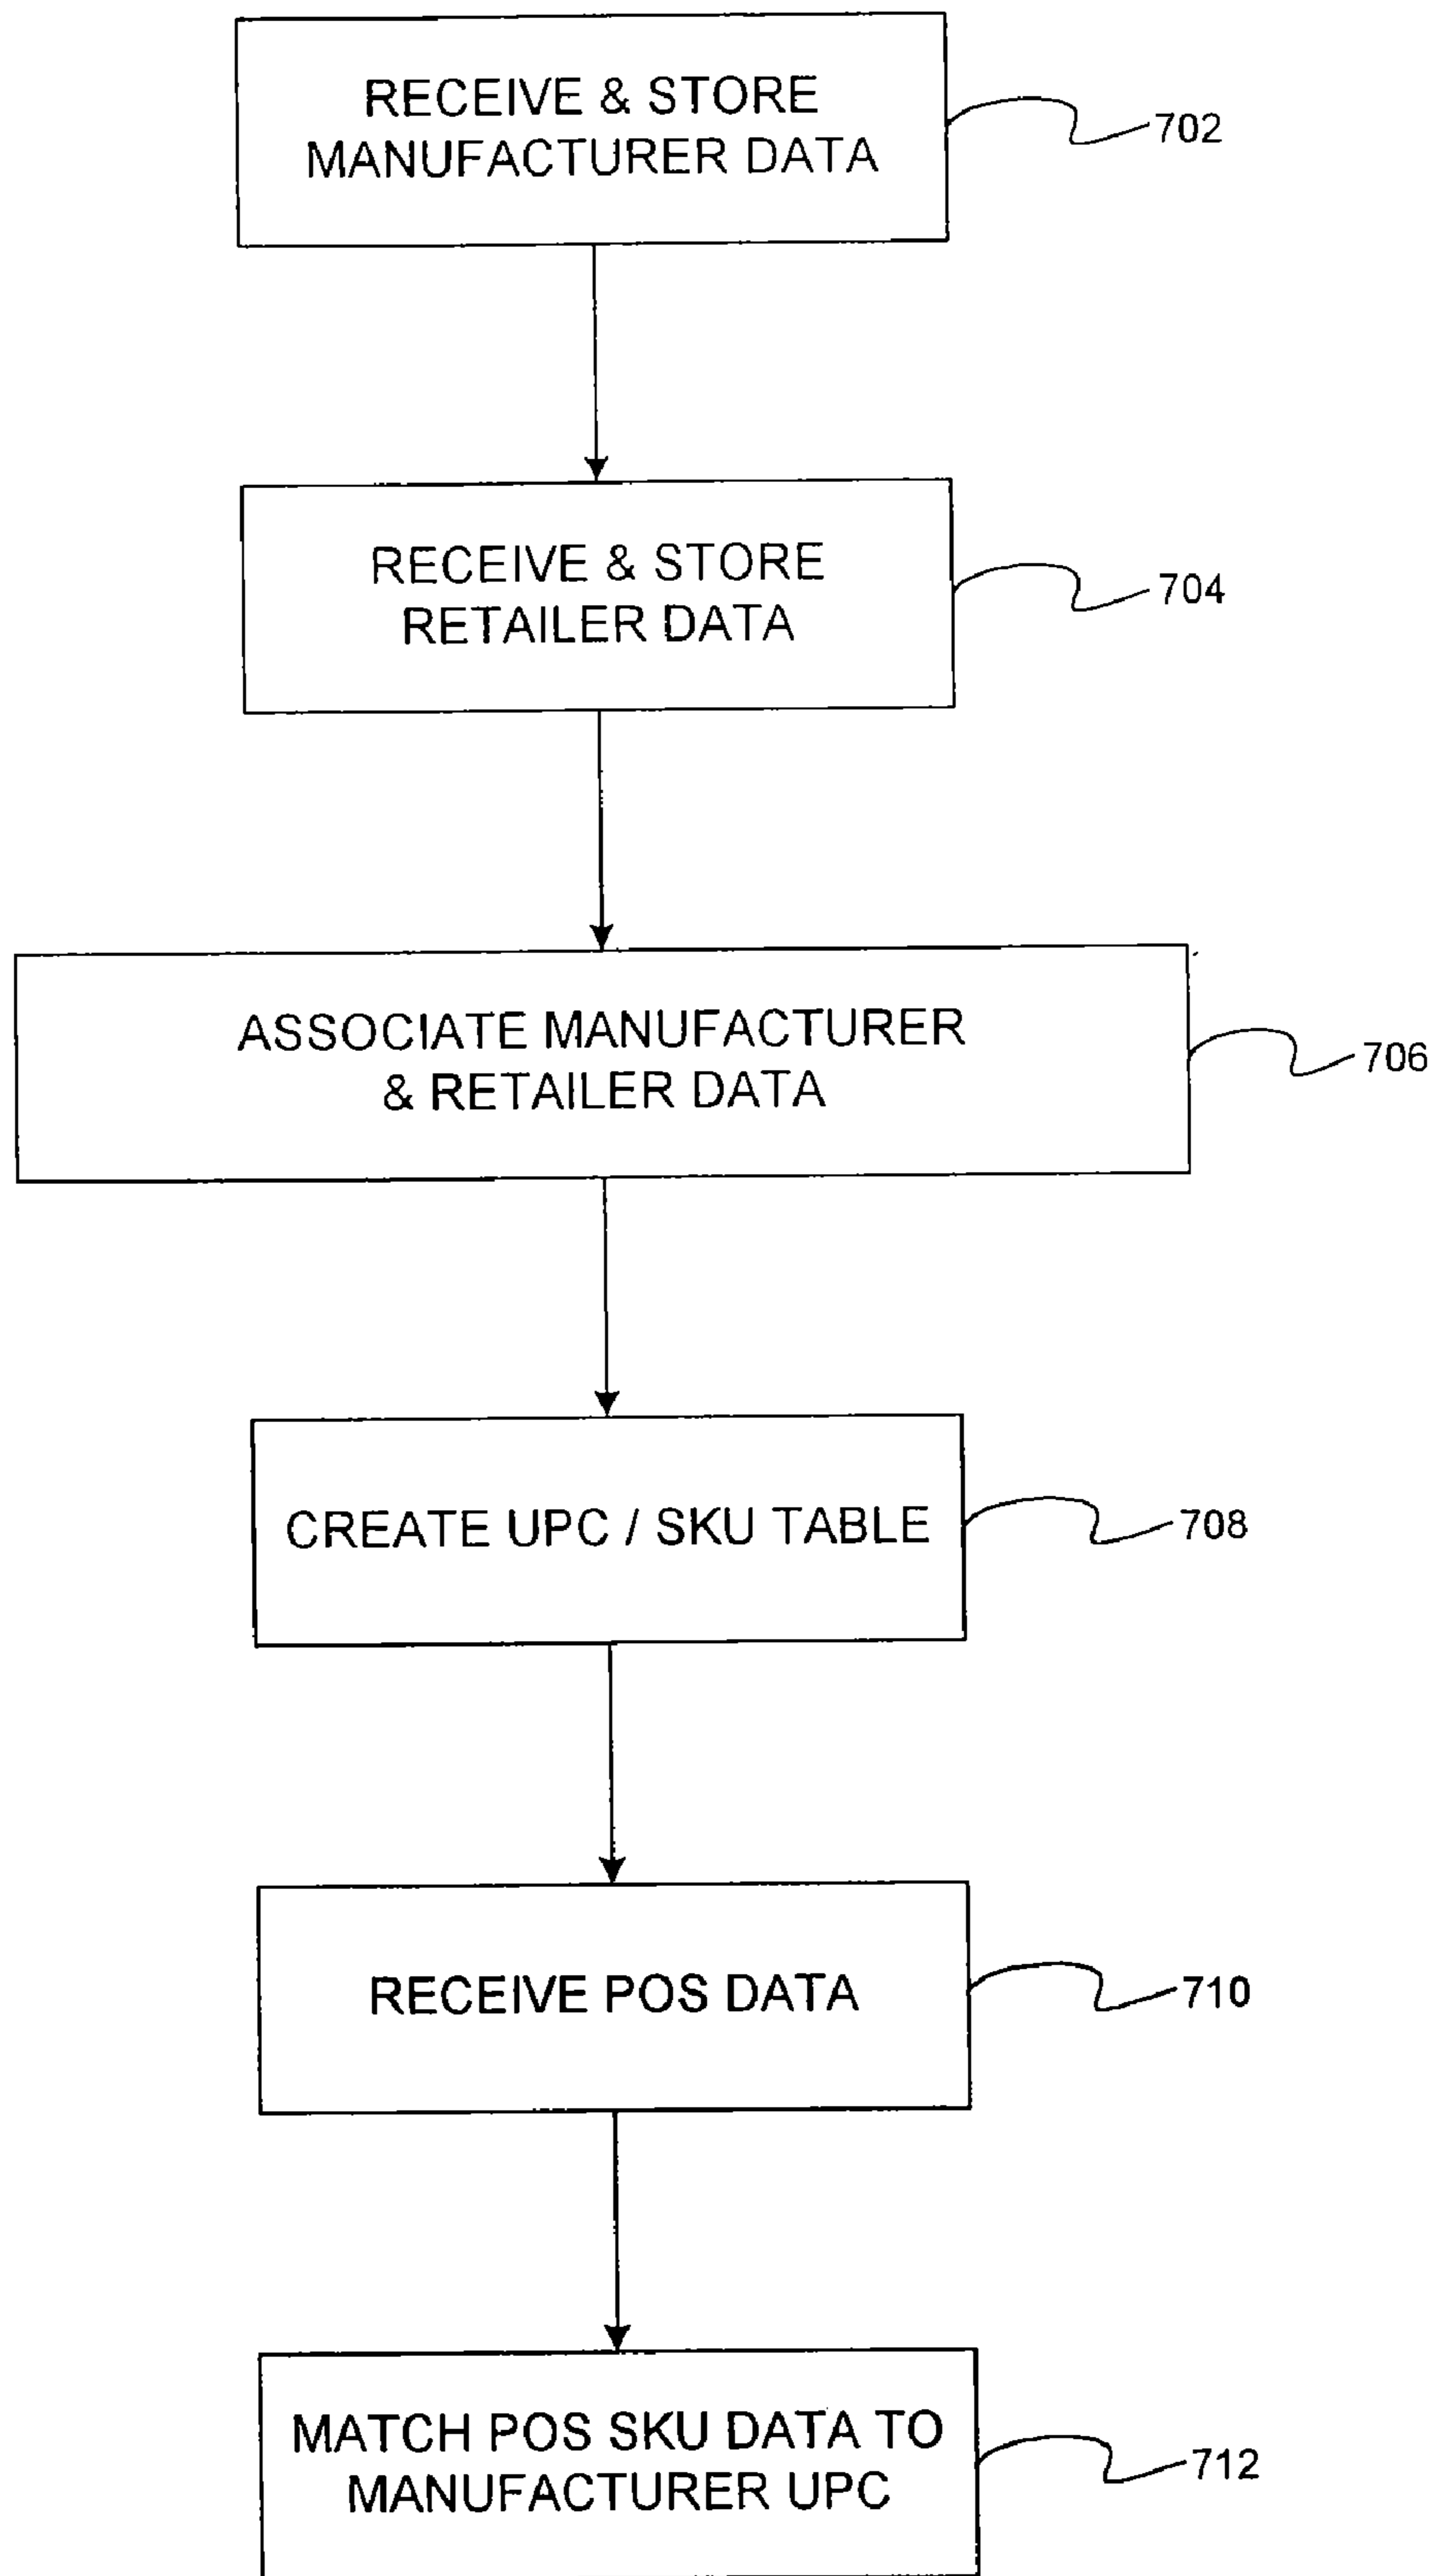 RECEIVE & STORE
MANUFACTURER DATA
702
RECEIVE & STORE
RETAILER DATA
704
ASSOCIATE MANUFACTURER
& RETAILER DATA
706
CREATE UPC / SKU TABLE
708
RECEIVE POS DATA
710
MATCH POS SKU DATA TO
MANUFACTURER UPC
712